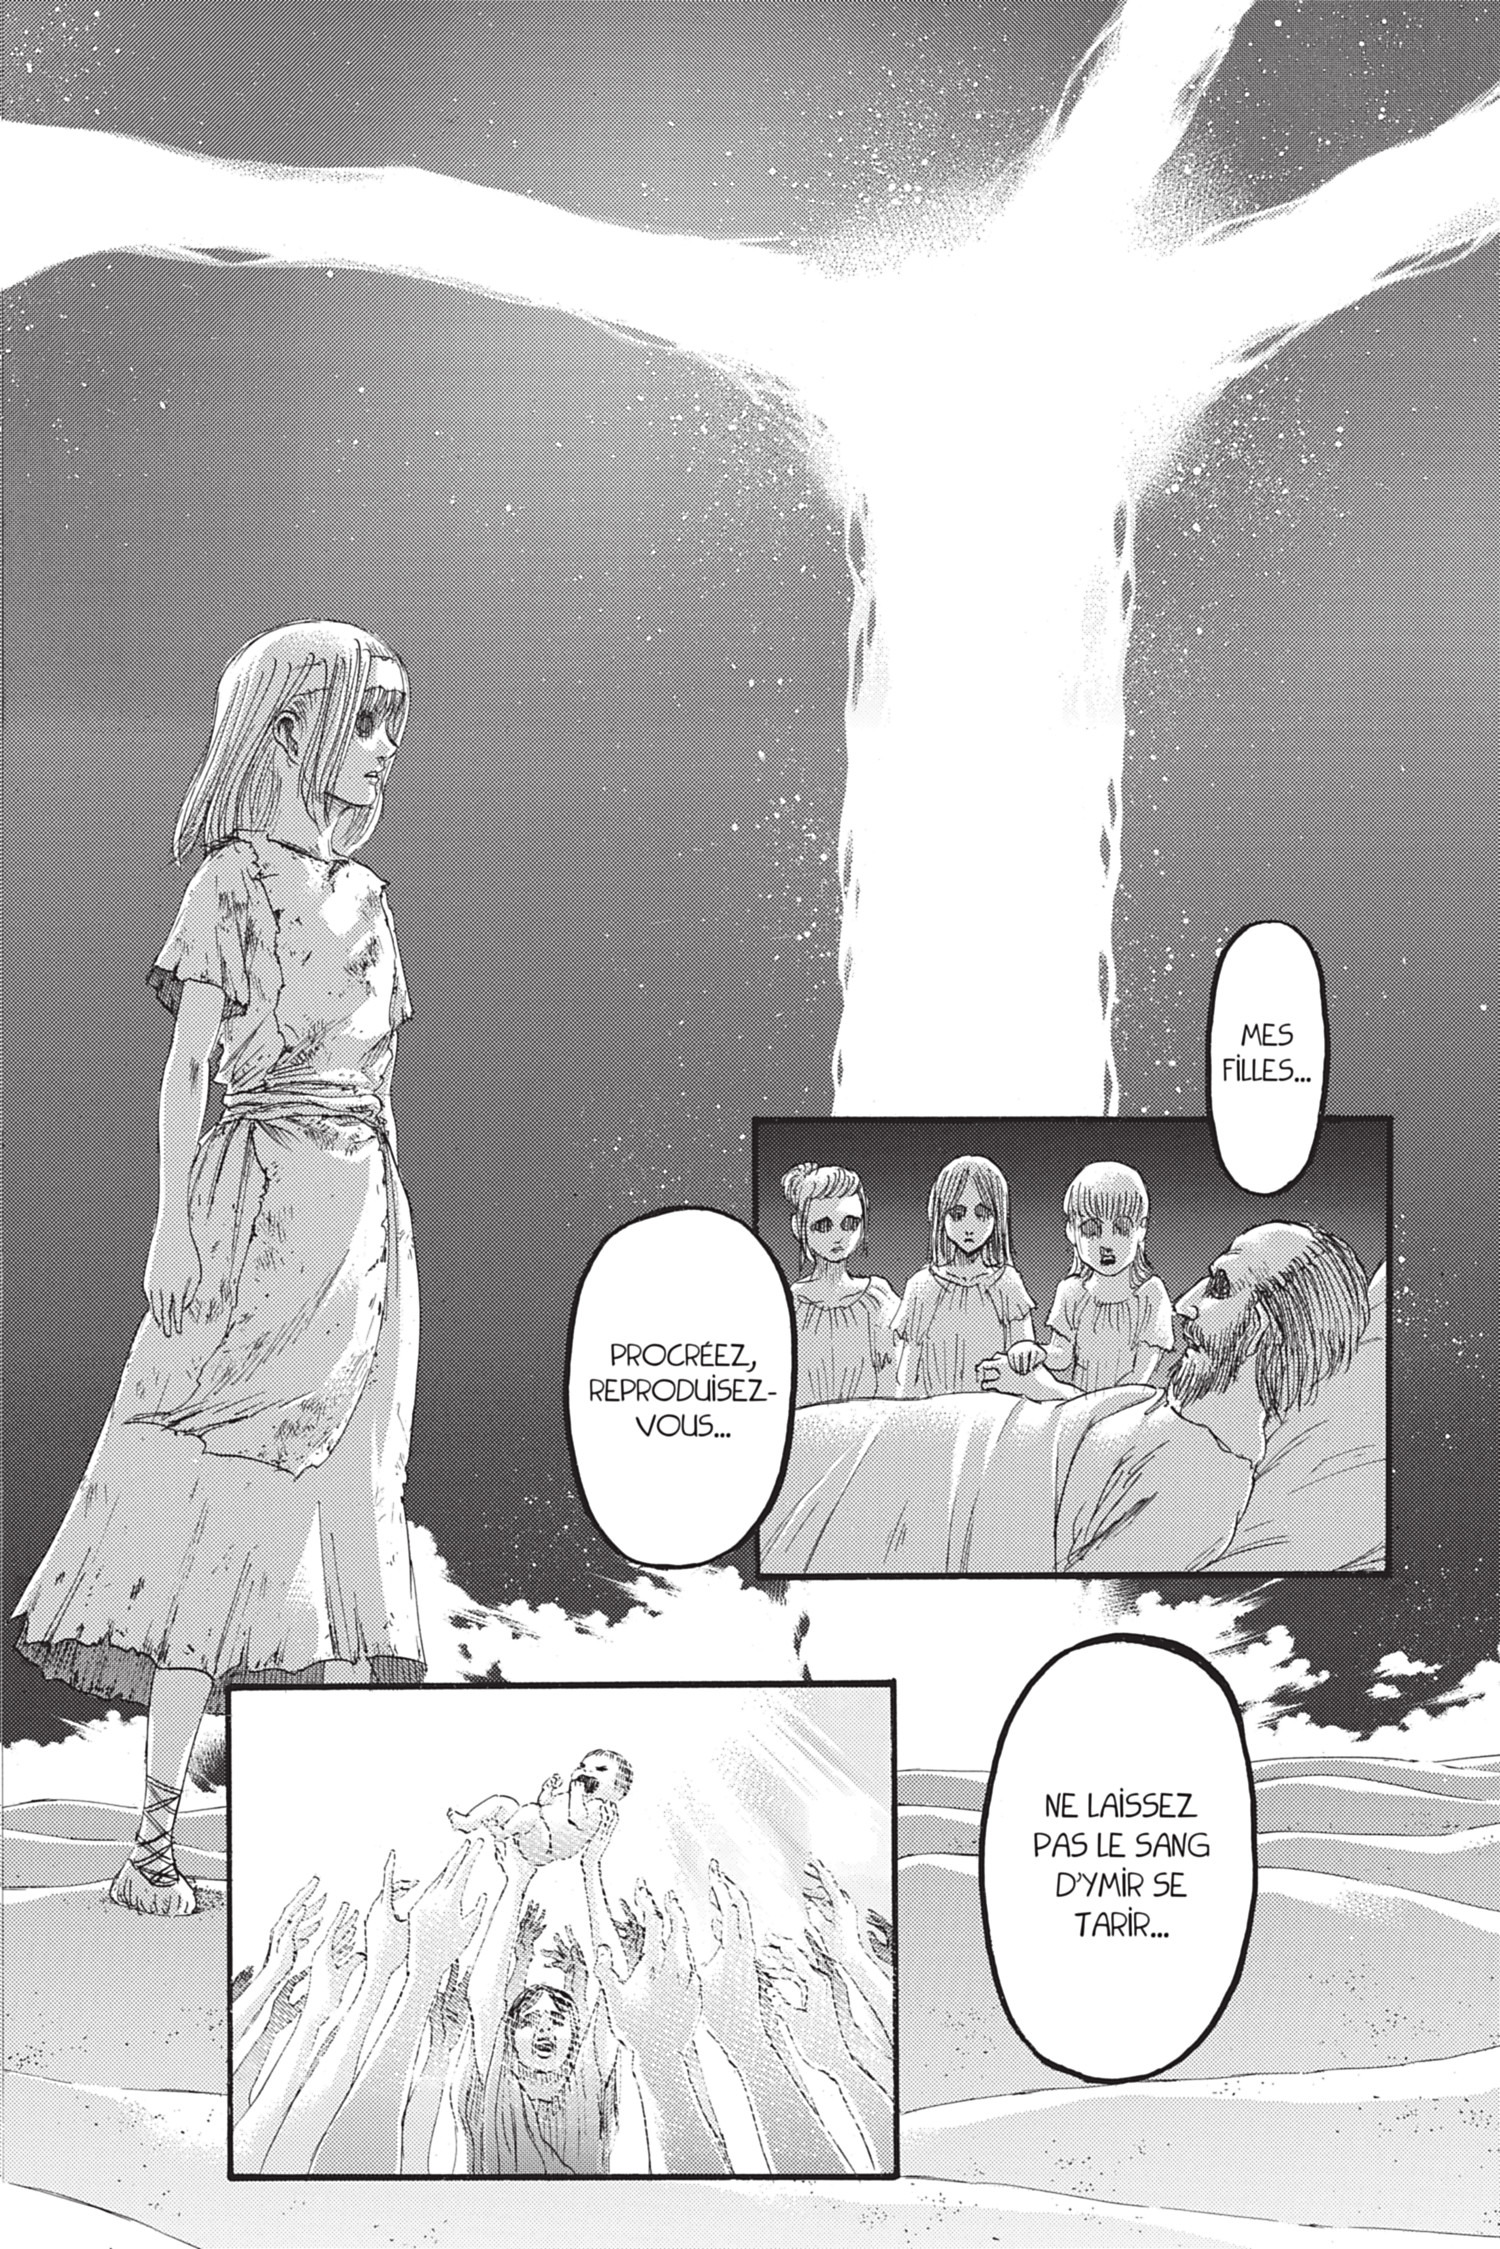 MES
FILLES...
PROCRÉEZ,
REPRODUISEZ-
VOUS...
NE LAISSEZ
PAS LE SANG
D'YMIR SE
TARIR...